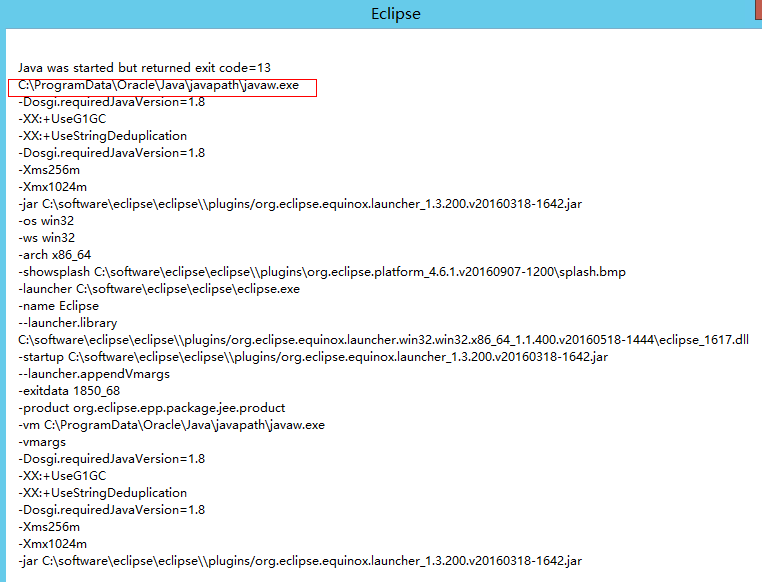 Eclipse
Java was started but returned exit code=13
C:\ProgramData\Oracle\Java\javapath\javaw.exe
-Dosgi.requiredJavaVersion=1.8
-XX:+UseG1GC
-XX:+UseStringDeduplication
-Dosgi.requiredJavaVersion=1.8
-Xms256m
-Xmx1024m
-jar C:\software\eclipse\eclipse\\plugins/org.eclipse.equinox.launcher_1.3.200.v20160318-1642.jar
-os win32
-ws win32
-arch x86_64
-showsplash C:\software\eclipse\eclipse\\plugins\org.eclipse.platform_4.6.1.v20160907-1200\splash.bmp
-launcher C:\software\eclipse\eclipse\eclipse.exe
-name Eclipse
--launcher.library
C:\software\eclipse\eclipse\\plugins/org.eclipse.equinox.launcher.win32.win32.x86_64_1.1.400.v20160518-1444\eclipse_1617.dll
-startup C:\software\eclipse\eclipse\\plugins/org.eclipse.equinox.launcher_1.3.200.v20160318-1642.jar
--launcher.appendVmargs
-exitdata 1850_68
-product org.eclipse.epp.package.jee.product
-vm C:\ProgramData\Oracle\Java\javapath\javaw.exe
-vmargs
-Dosgi.requiredJavaVersion=1.8
-XX:+UseG1GC
-XX:+UseStringDeduplication
-Dosgi.requiredJavaVersion=1.8
-Xms256m
-Xmx1024m
-jar C:\software\eclipse\eclipse\\plugins/org.eclipse.equinox.launcher_1.3.200.v20160318-1642.jar